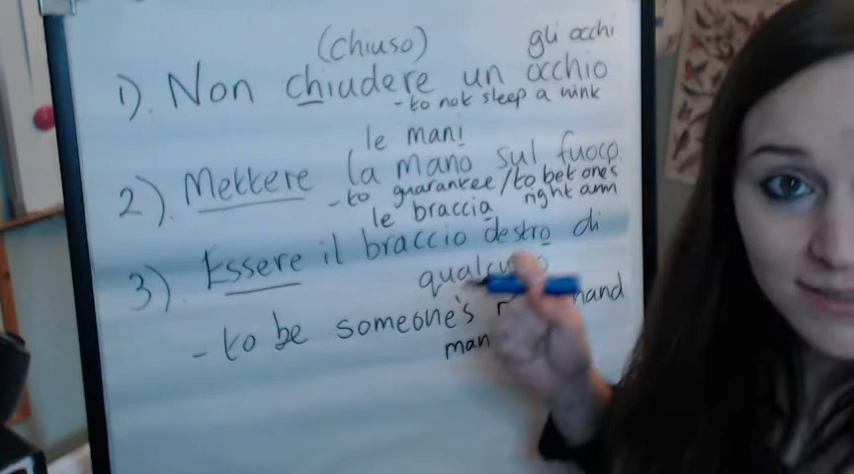 (chiuso) gli occhi
1). Non chiudere un occhio
- to not sleep a wink
le mani
2). Mettere la mano sul fuoco
- to guarantee / to bet one's
right arm
le braccia
3). Essere il braccio destro di
- to be someone's hand
man